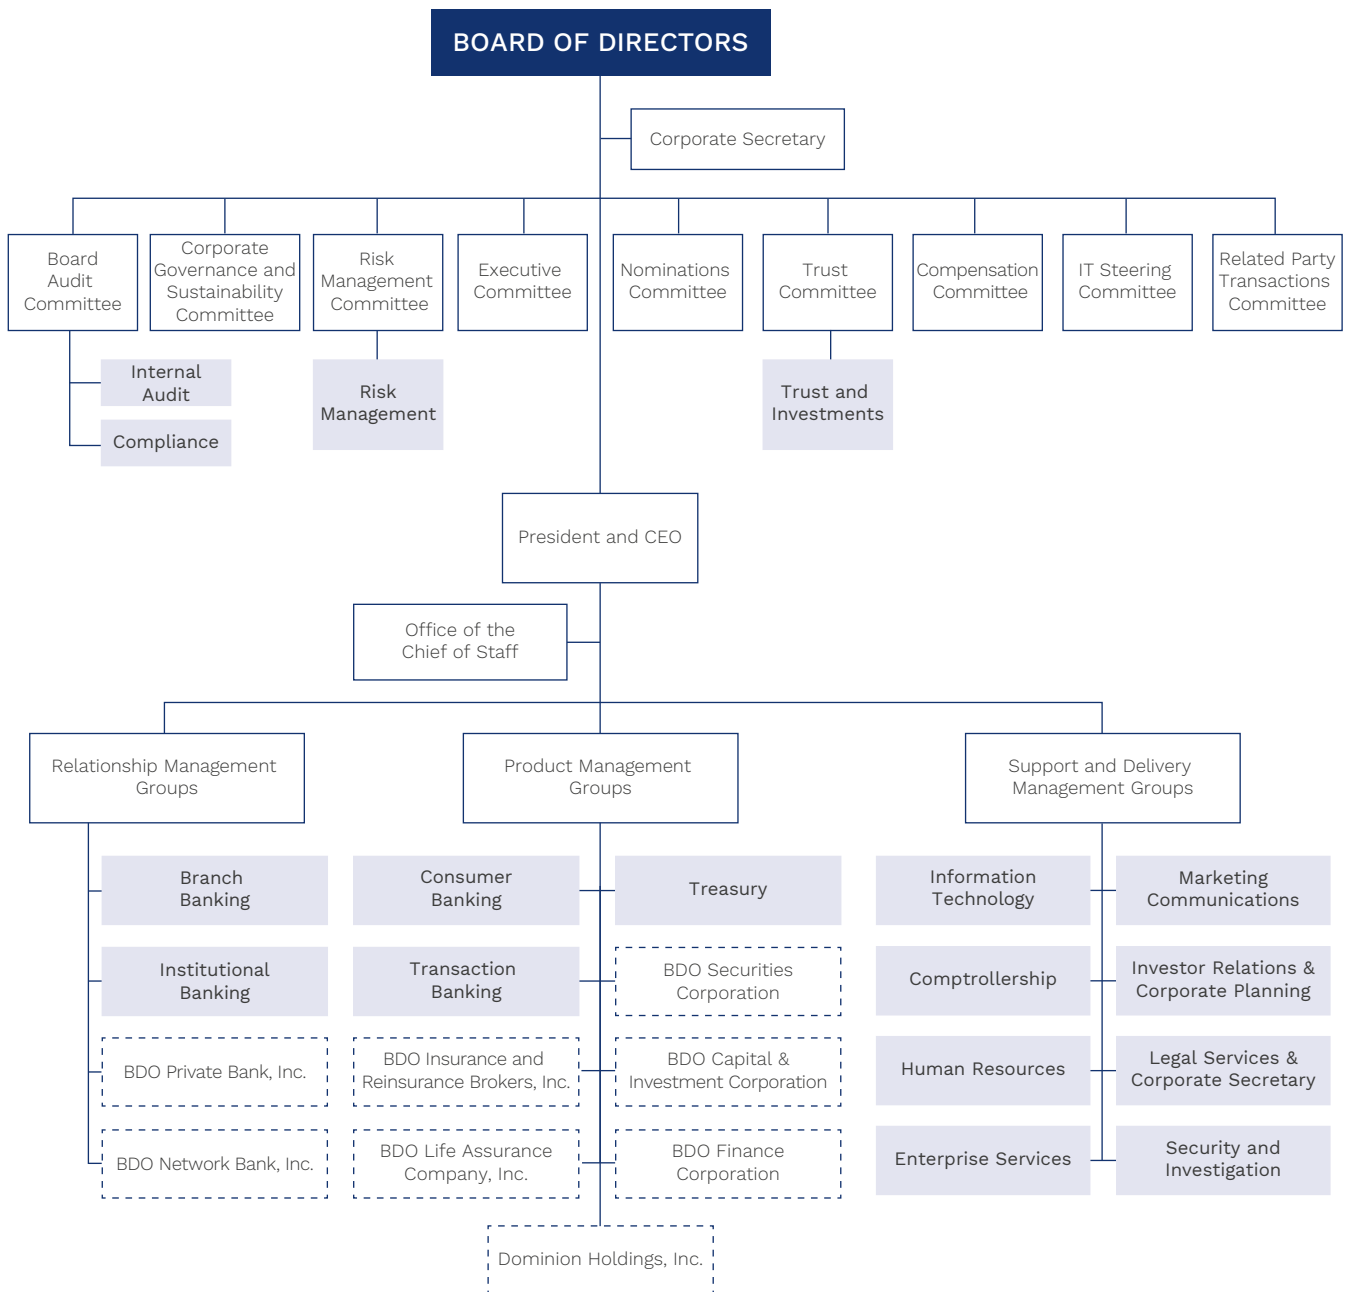 BOARD OF DIRECTORS
Corporate Secretary
Board
Audit
Committee
Corporate
Governance and
Sustainability
Committee
Risk
Management
Committee
Executive
Committee
Nominations
Committee
Trust
Committee
Compensation
Committee
IT Steering
Committee
Related Party
Transactions
Committee
Internal
Audit
Compliance
Risk
Management
Trust and
Investments
President and CEO
Office of the
Chief of Staff
Relationship Management
Groups
Product Management
Groups
Support and Delivery
Management Groups
Branch
Banking
Institutional
Banking
BDO Private Bank, Inc.
BDO Network Bank, Inc.
Consumer
Banking
Treasury
Transaction
Banking
BDO Securities
Corporation
BDO Insurance and
Reinsurance Brokers, Inc.
BDO Capital &
Investment Corporation
BDO Life Assurance
Company, Inc.
BDO Finance
Corporation
Dominion Holdings, Inc.
Information
Technology
Marketing
Communications
Comptrollership
Investor Relations &
Corporate Planning
Human Resources
Legal Services &
Corporate Secretary
Enterprise Services
Security and
Investigation